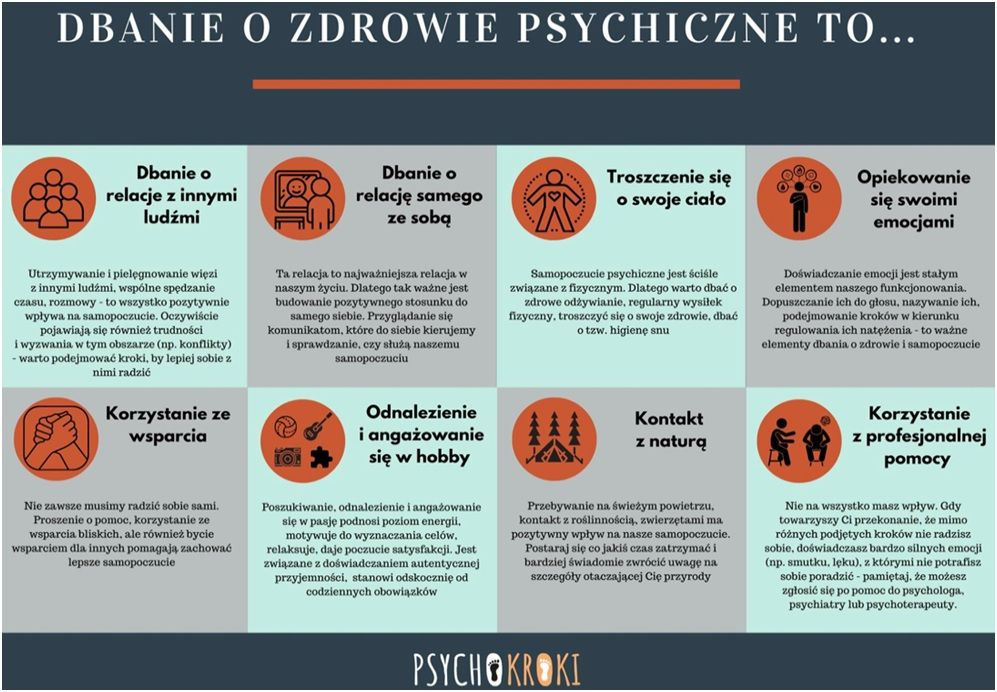 DBANIE O ZDROWIE PSYCHICZNE TO...
Dbanie o
relacje z innymi
ludźmi
Utrzymywanie i pielęgnowanie więzi
z innymi ludźmi, wspólne spędzanie
czasu, rozmowy - to wszystko pozytywnie
wpływa na samopoczucie. Oczywiście
pojawiają się również trudności
i wyzwania w tym obszarze (np. konflikty)
- warto podejmować kroki, by lepiej sobie z
nimi radzić
Dbanie o
relację samego
ze sobą
Ta relacja to najważniejsza relacja w
naszym życiu. Dlatego tak ważne jest
budowanie pozytywnego stosunku do
samego siebie. Przyglądanie się
komunikatom, które do siebie kierujemy
i sprawdzanie, czy służą naszemu
samopoczuciu
Troszczenie się
o swoje ciało
Samopoczucie psychiczne jest ściśle
związane z fizycznym. Dlatego warto dbać o
zdrowe odżywianie, regularny wysiłek
fizyczny, troszczyć się o swoje zdrowie, dbać
o tzw. higienę snu
Opiekowanie
się swoimi
emocjami
Doświadczanie emocji jest stałym
elementem naszego funkcjonowania.
Dopuszczanie ich do głosu, nazywanie ich,
podejmowanie kroków w kierunku
regulowania ich natężenia - to ważne
elementy dbania o zdrowie i samopoczucie
Korzystanie ze
wsparcia
Nie zawsze musimy radzić sobie sami.
Proszenie o pomoc, korzystanie ze
wsparcia bliskich, ale również bycie
wsparciem dla innych pomagają zachować
lepsze samopoczucie
Odnalezienie
i angażowanie
się w hobby
Poszukiwanie, odnalezienie i angażowanie
się w pasję podnosi poziom energii,
motywuje do wyznaczania celów,
relaksuje, daje poczucie satysfakcji. Jest
związane z doświadczaniem autentycznej
przyjemności, stanowi odskocznię od
codziennych obowiązków
Kontakt
z naturą
Przebywanie na świeżym powietrzu,
kontakt z roślinnością, zwierzętami ma
pozytywny wpływ na nasze samopoczucie.
Postaraj się co jakiś czas zatrzymać i
bardziej świadomie zwrócić uwagę na
szczegóły otaczającej Cię przyrody
Korzystanie
z profesjonalnej
pomocy
Nie na wszystko masz wpływ. Gdy
towarzyszy Ci przekonanie, że mimo
różnych podjętych kroków nie radzisz
sobie, doświadczasz bardzo silnych emocji
(np. smutku, lęku), z którymi nie potrafisz
sobie poradzić - pamiętaj, że możesz
zgłosić się po pomoc do psychologa,
psychiatry lub psychoterapeuty.
PSYCHOKROKI